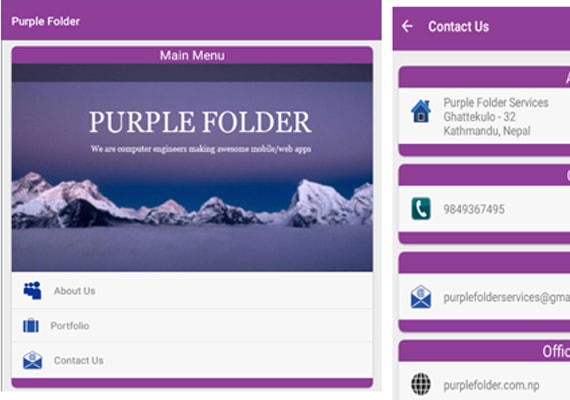 Purple Folder
Main Menu
PURPLE FOLDER
We are computer engineers making awesome mobile/web apps
About Us
Portfolio
Contact Us
Contact Us
Purple Folder Services
Ghattekulo - 32
Kathmandu, Nepal
9849367495
purplefolderservices@gma
Offic
purplefolder.com.np